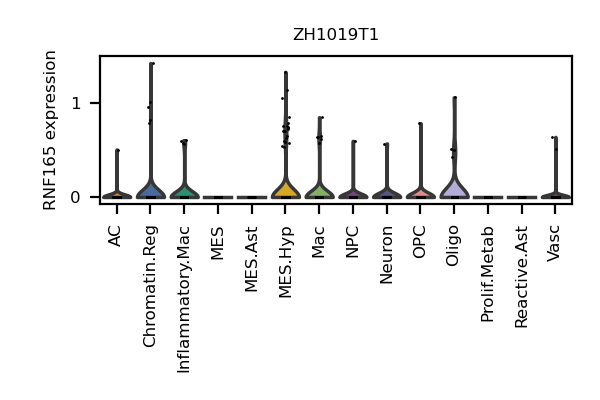 ZH1019T1
RNF165 expression
1
0
AC
Chromatin.Reg
Inflammatory.Mac
MES
MES.Ast
MES.Hyp
Mac
NPC
Neuron
OPC
Oligo
Prolif.Metab
Reactive.Ast
Vasc